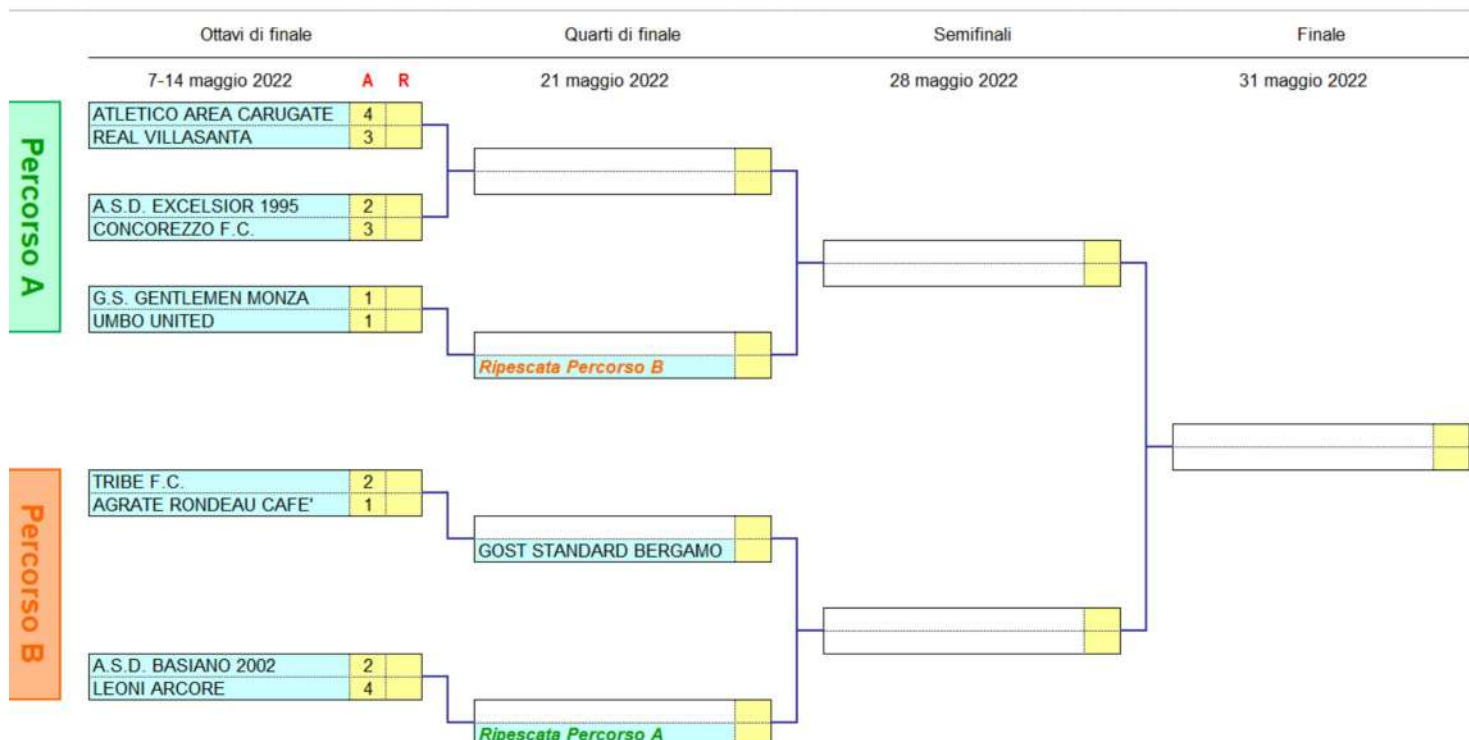 Ottavi di finale Quarti di finale Semifinali Finale
7-14 maggio 2022 A R 21 maggio 2022 28 maggio 2022 31 maggio 2022
Percorso A
ATLETICO AREA CARUGATE 4
REAL VILLASANTA 3
A.S.D. EXCELSIOR 1995 2
CONCOREZZO F.C. 3
G.S. GENTLEMEN MONZA 1
UMBO UNITED 1
Ripescata Percorso B
Percorso B
TRIBE F.C. 2
AGRATE RONDEAU CAFE' 1
GOST STANDARD BERGAMO
A.S.D. BASIANO 2002 2
LEONI ARCORE 4
Ripescata Percorso A